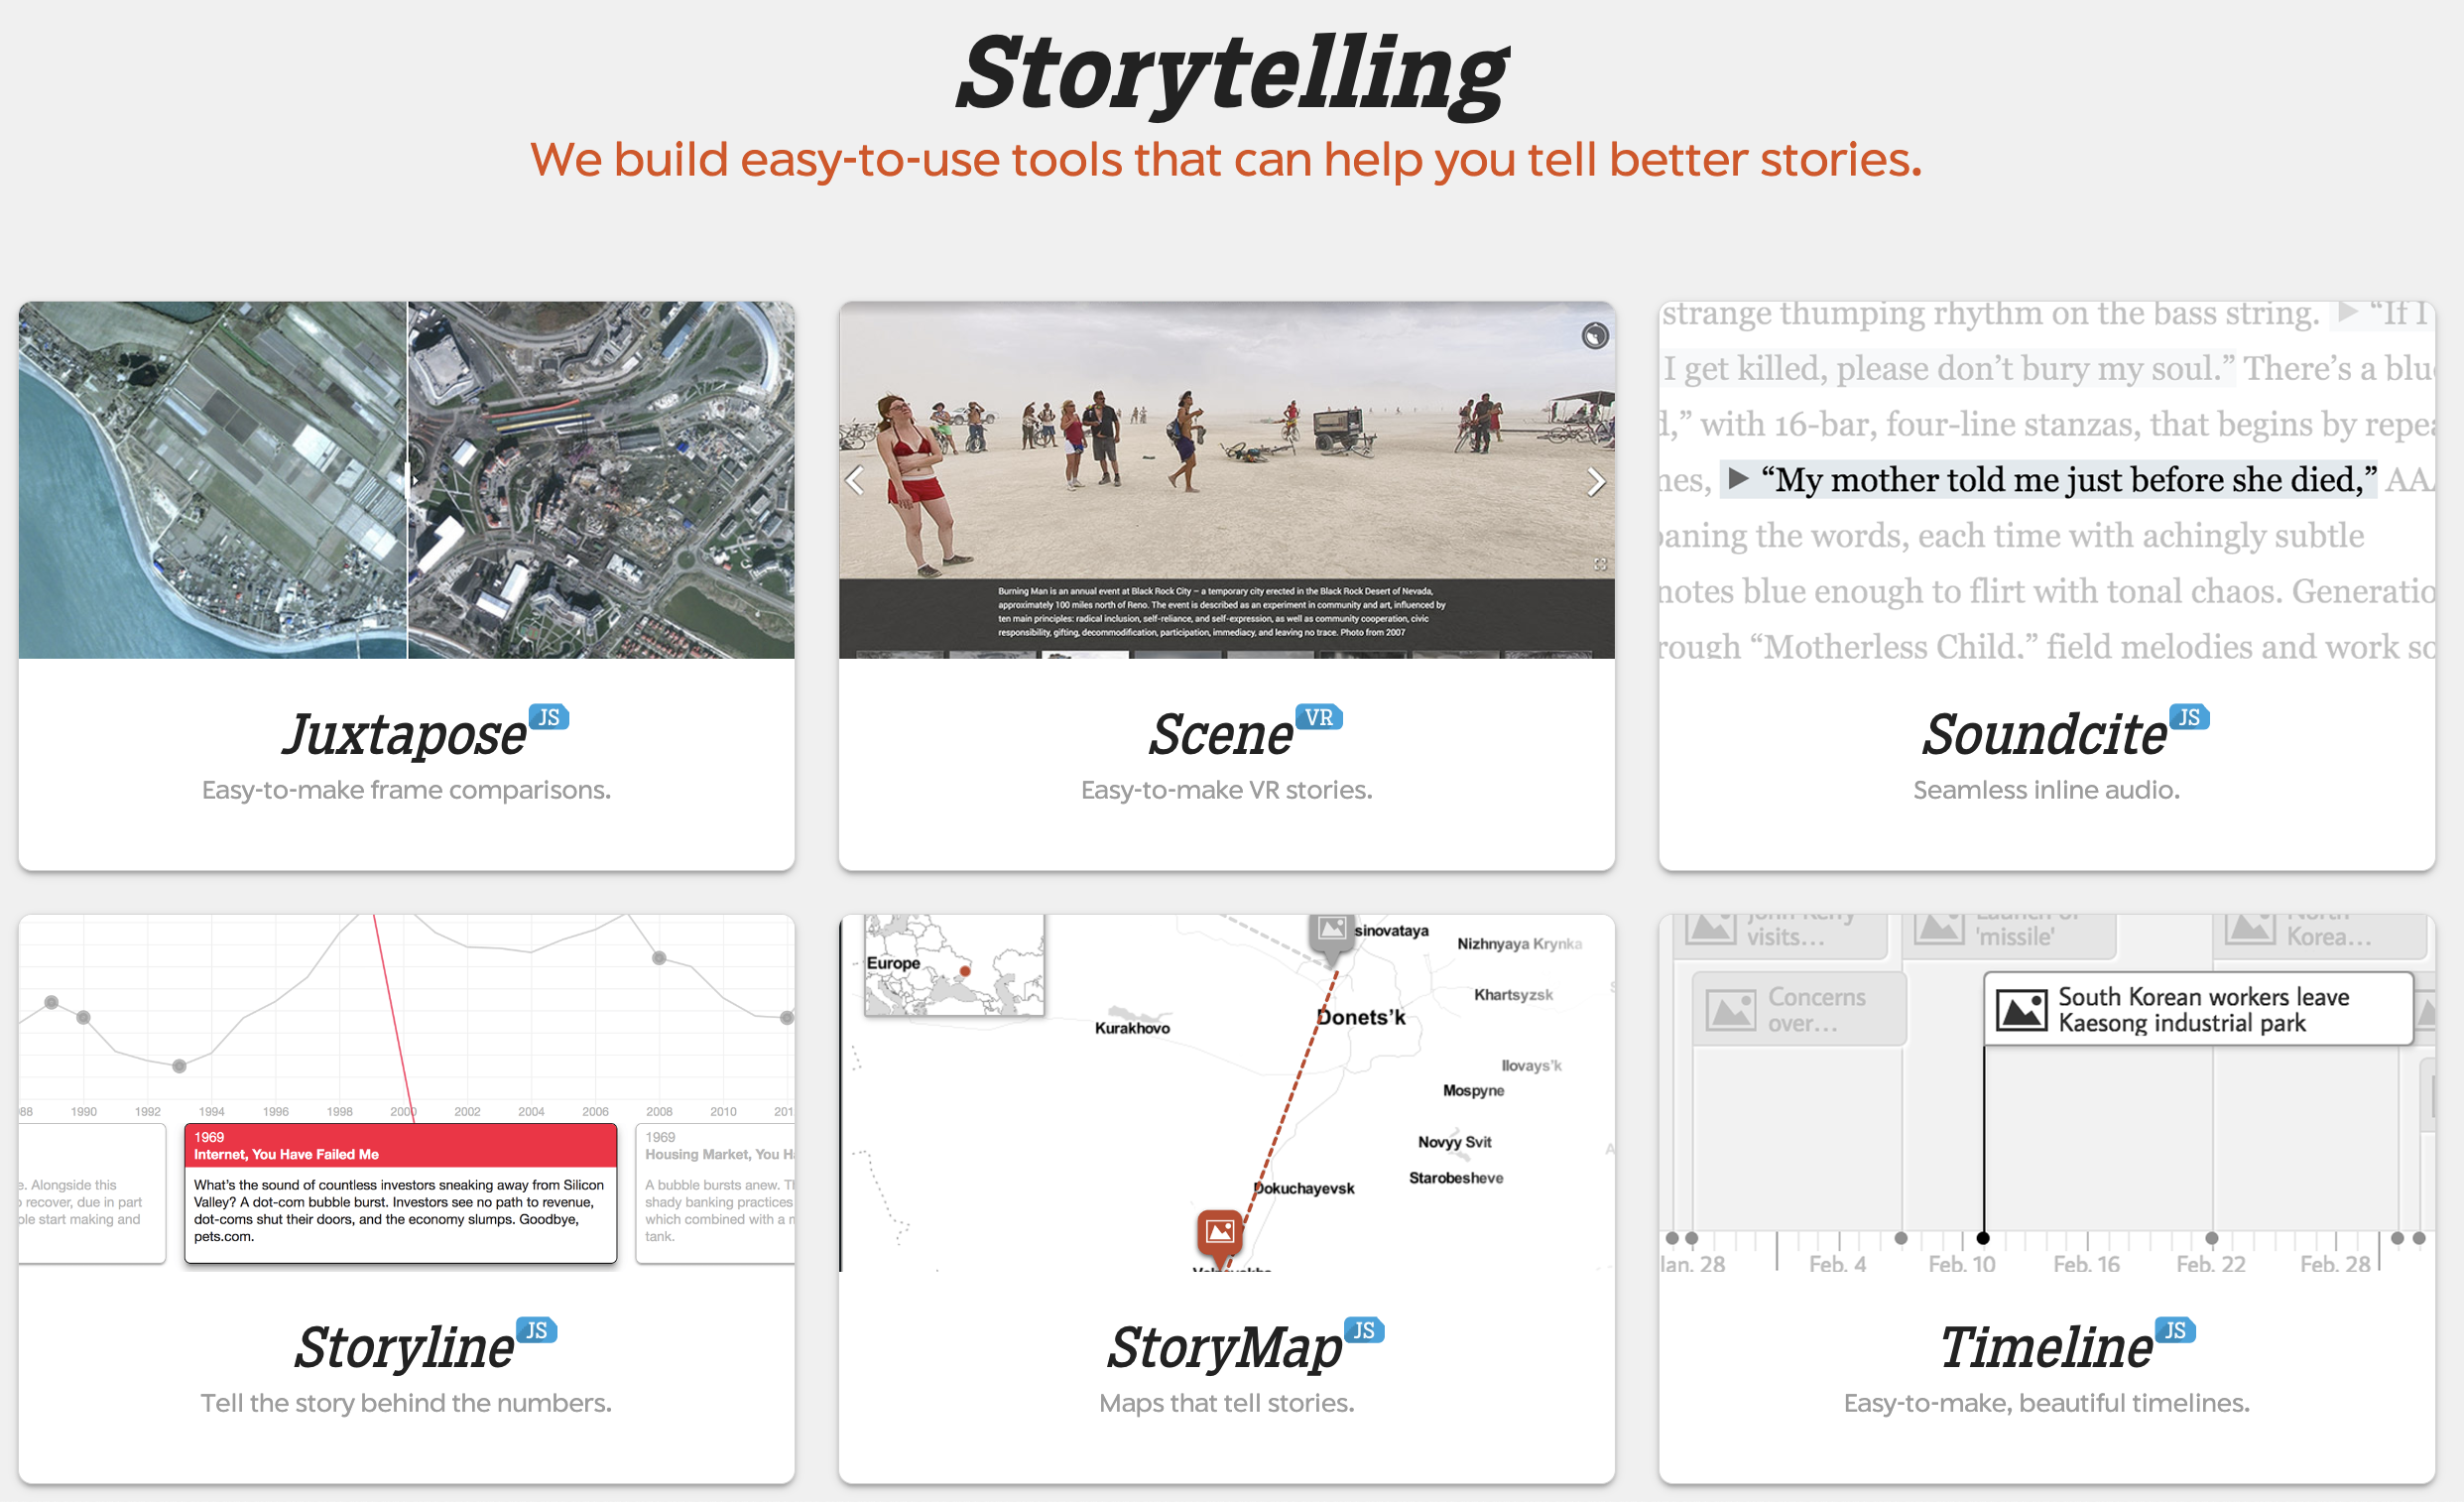 Storytelling
We build easy-to-use tools that can help you tell better stories.
strange thumping rhythm on the bass string. “If I
I get killed, please don’t bury my soul.” There’s a blu
with 16-bar, four-line stanzas, that begins by
“My mother told me just before she died,”
the words, each time with achingly subtle
notes blue enough to flirt with tonal chaos.
“Motherless Child,” field melodies and work
Burning Man is an annual event at Black Rock City – a temporary city erected in the Black Rock Desert of Nevada,
approximately 100 miles north of Reno. The event is described as an experiment in community and art, influenced by
ten main principles: radical inclusion, self-reliance, and self-expression, as well as community cooperation, civic
responsibility, gifting, decommodification, participation, immediacy, and leaving no trace. Photo from 2007
Juxtapose JS
Easy-to-make frame comparisons.
Scene VR
Easy-to-make VR stories.
Soundcite JS
Seamless inline audio.
88 1990 1992 1994 1996 1998 2000 2002 2004 2006 2008 2010 201
e. Alongside this
recover, due in part
start making and
1969
Internet, You Have Failed Me
What’s the sound of countless investors sneaking away from Silicon
Valley? A dot-com bubble burst. Investors see no path to revenue,
dot-coms shut their doors, and the economy slumps. Goodbye,
pets.com.
1969
Housing Market, You H
A bubble bursts anew.
shady banking practices
which combined with a
tank.
Europe
sinovataya
Nizhnyaya Krynka
Khartsyzsk
Donets’k
Kurakhovo
Ilovays’k
Mospyne
Novyy Svit
Starobesheve
Dokuchayevsk
John Kerry
visits...
Launch of
'missile'
North
Korea...
Concerns
over...
South Korean workers leave
Kaesong industrial park
Jan. 28 Feb. 4 Feb. 10 Feb. 16 Feb. 22 Feb. 28
Storyline JS
Tell the story behind the numbers.
StoryMap JS
Maps that tell stories.
Timeline JS
Easy-to-make, beautiful timelines.